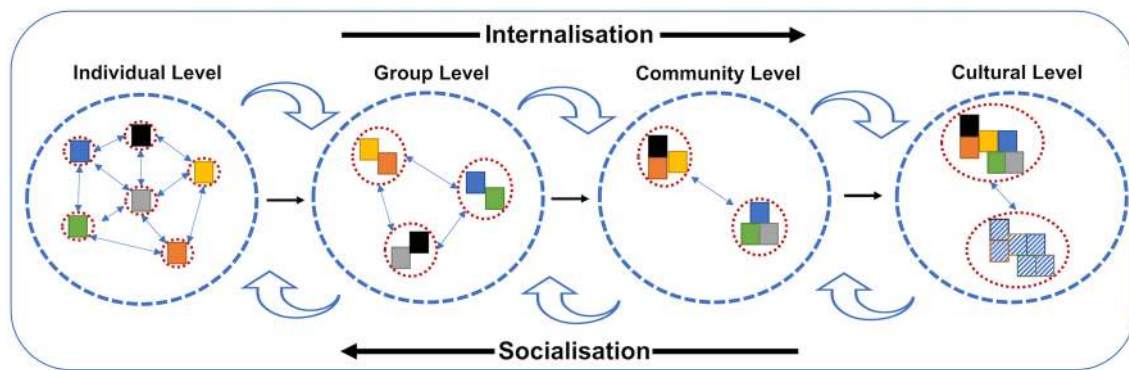 Internalisation
Individual Level
Group Level
Community Level
Cultural Level
Socialisation